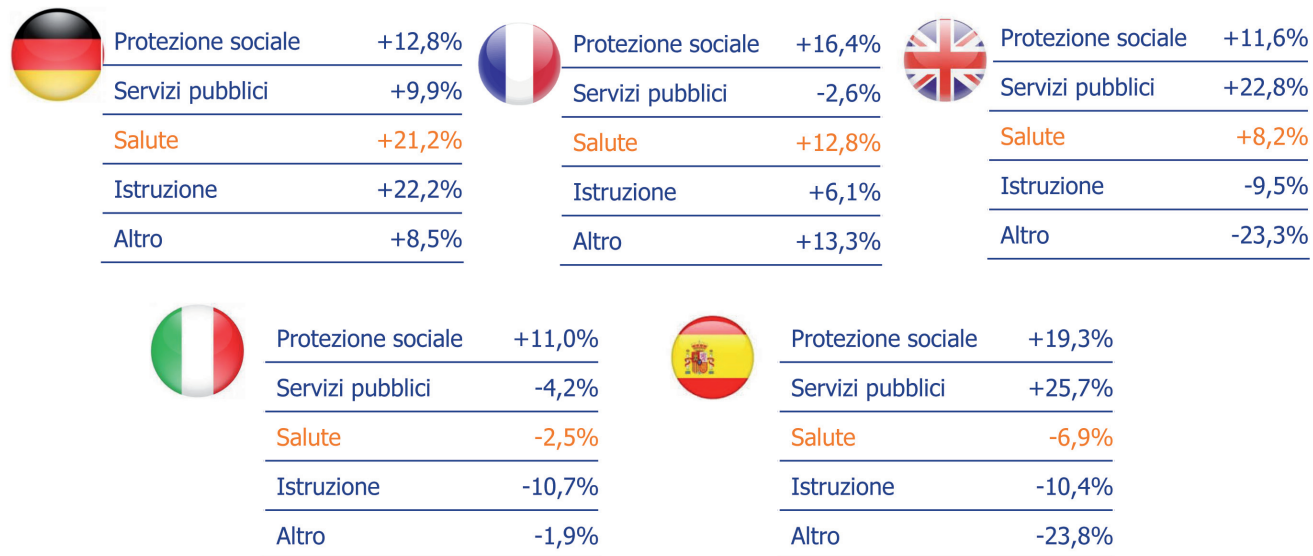 Protezione sociale +12,8%
Servizi pubblici +9,9%
Salute +21,2%
Istruzione +22,2%
Altro +8,5%
Protezione sociale +16,4%
Servizi pubblici -2,6%
Salute +12,8%
Istruzione +6,1%
Altro +13,3%
Protezione sociale +11,6%
Servizi pubblici +22,8%
Salute +8,2%
Istruzione -9,5%
Altro -23,3%
Protezione sociale +11,0%
Servizi pubblici -4,2%
Salute -2,5%
Istruzione -10,7%
Altro -1,9%
Protezione sociale +19,3%
Servizi pubblici +25,7%
Salute -6,9%
Istruzione -10,4%
Altro -23,8%